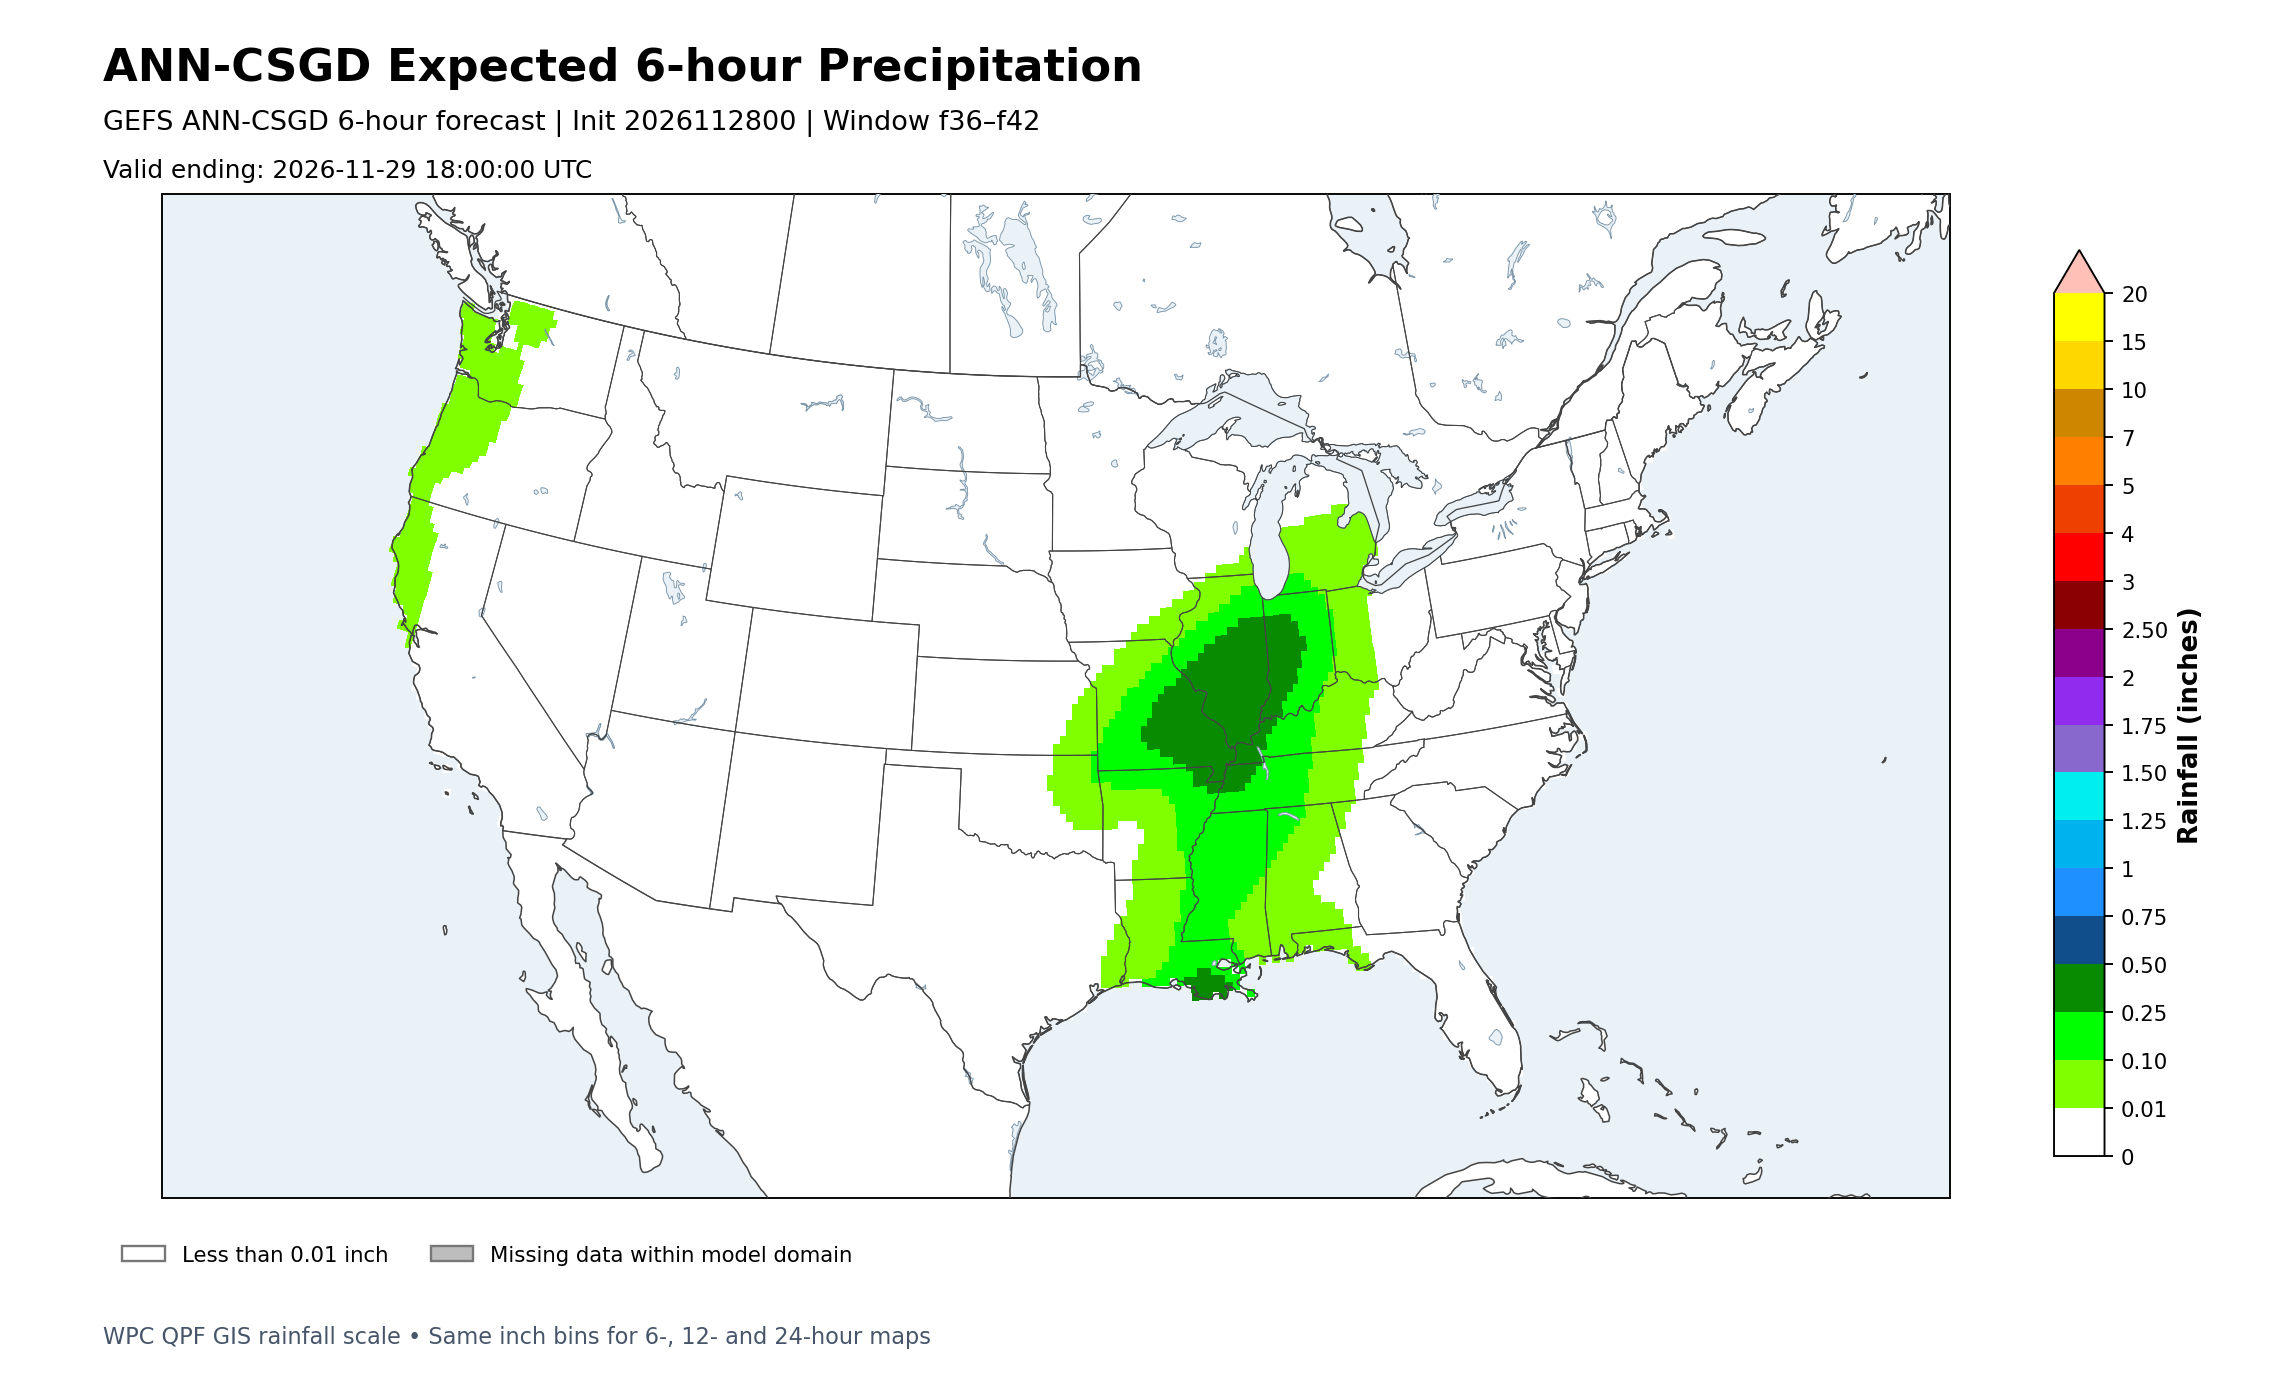 ANN-CSGD Expected 6-hour Precipitation
GEFS ANN-CSGD 6-hour forecast | Init 2026112800 | Window f36–f42
Valid ending: 2026-11-29 18:00:00 UTC
20
15
10
7
5
4
3
2.50
2
1.75
1.50
1.25
1
0.75
0.50
0.25
0.10
0.01
0
Rainfall (inches)
Less than 0.01 inch
Missing data within model domain
WPC QPF GIS rainfall scale • Same inch bins for 6-, 12- and 24-hour maps